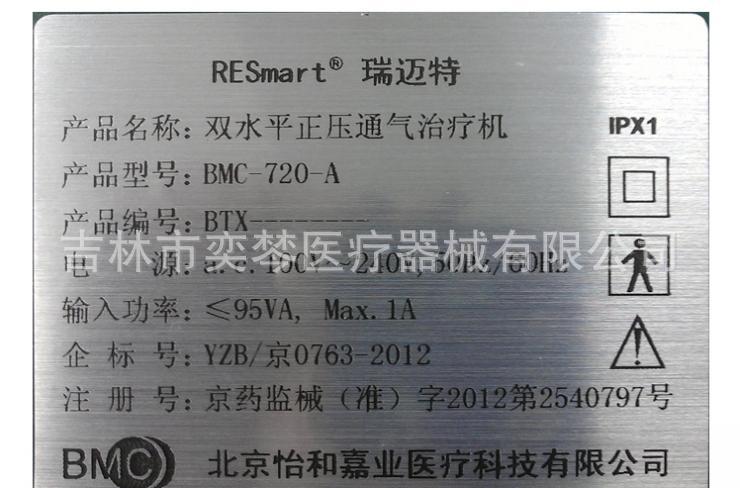 RESmart® 瑞迈特
产品名称: 双水平正压通气治疗机
IPX1
产品型号: BMC-720-A
产品编号: BTX--------
吉林市奕梦医疗器械有限公司
电 源: a.c. 100V~240V, 50Hz/60Hz
输入功率: ≤95VA, Max.1A
企 标 号: YZB/京0763-2012
注 册 号: 京药监械（准）字2012第2540797号
BMC 北京怡和嘉业医疗科技有限公司